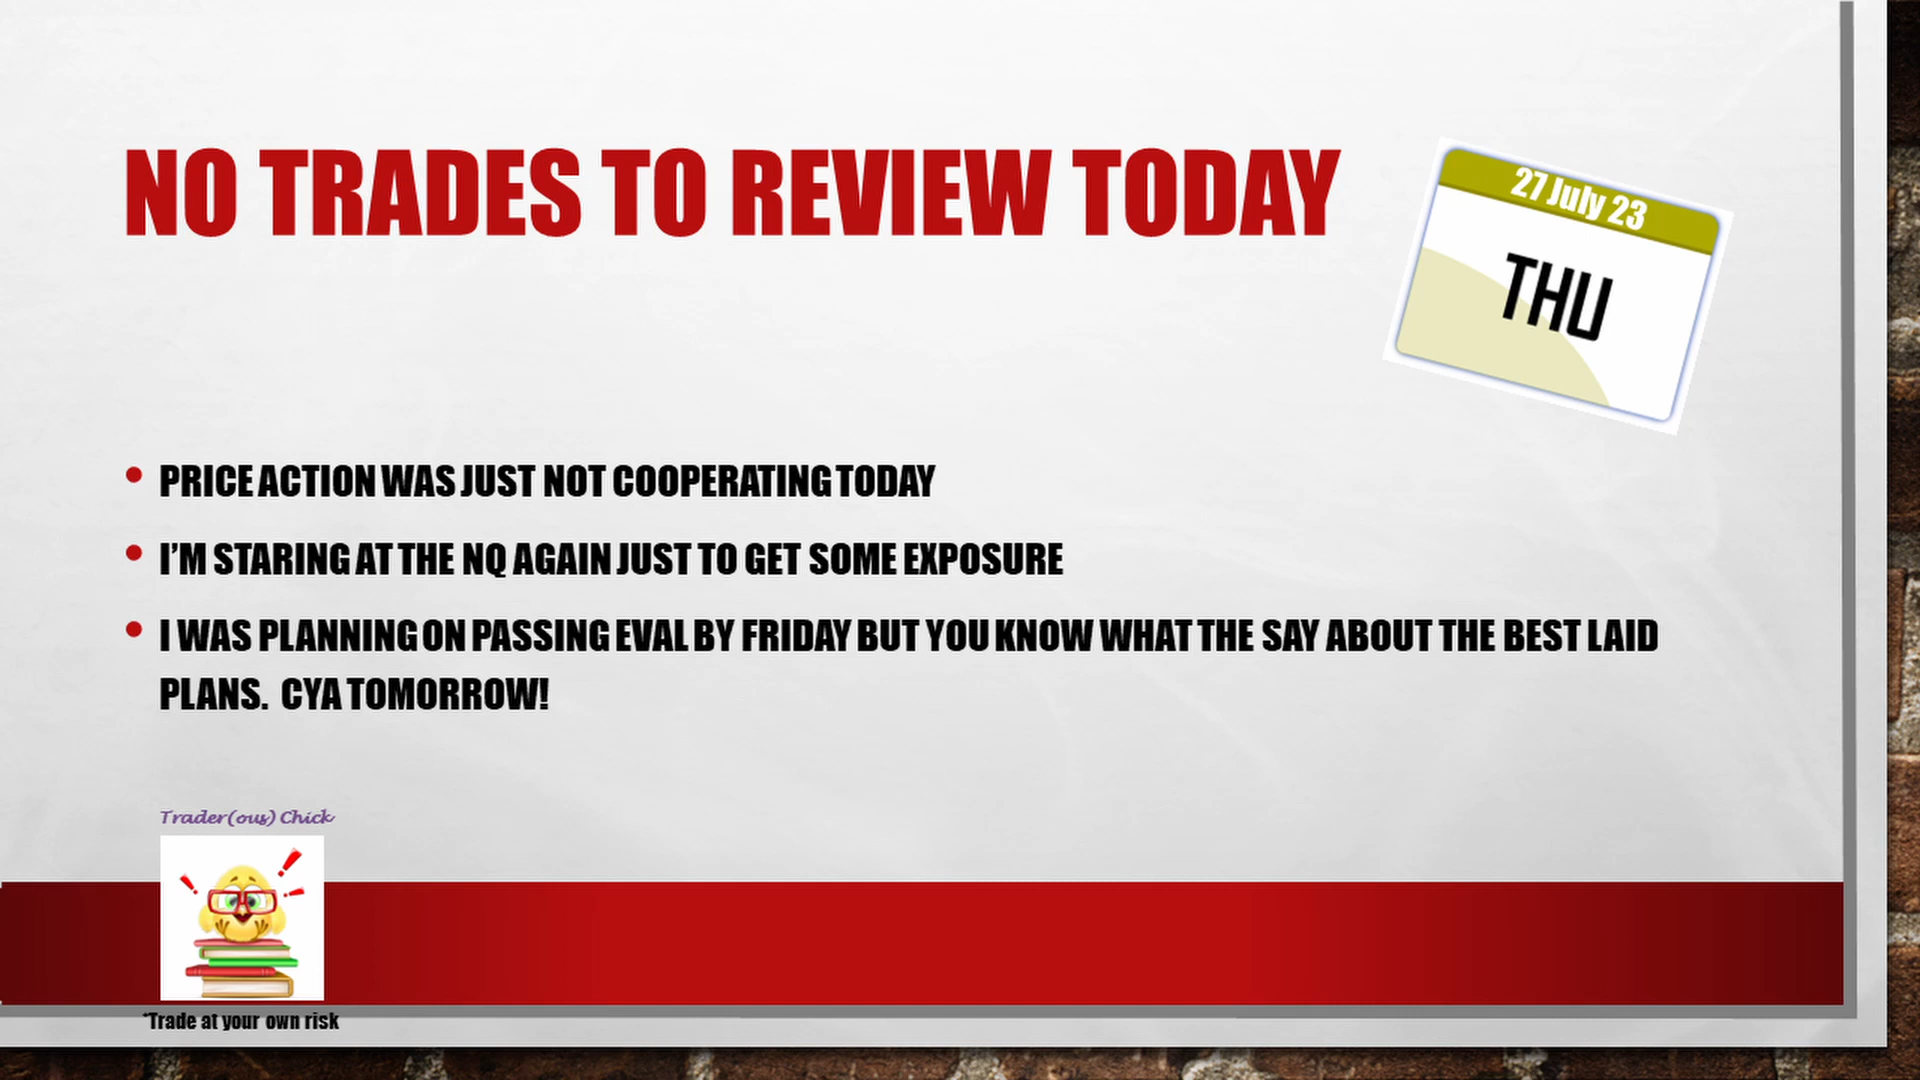 NO TRADES TO REVIEW TODAY
27 July 23
THU
• PRICE ACTION WAS JUST NOT COOPERATING TODAY
• I'M STARING AT THE NQ AGAIN JUST TO GET SOME EXPOSURE
• I WAS PLANNING ON PASSING EVAL BY FRIDAY BUT YOU KNOW WHAT THE SAY ABOUT THE BEST LAID
PLANS.  CYA TOMORROW!
Trader(ous) Chick
*Trade at your own risk